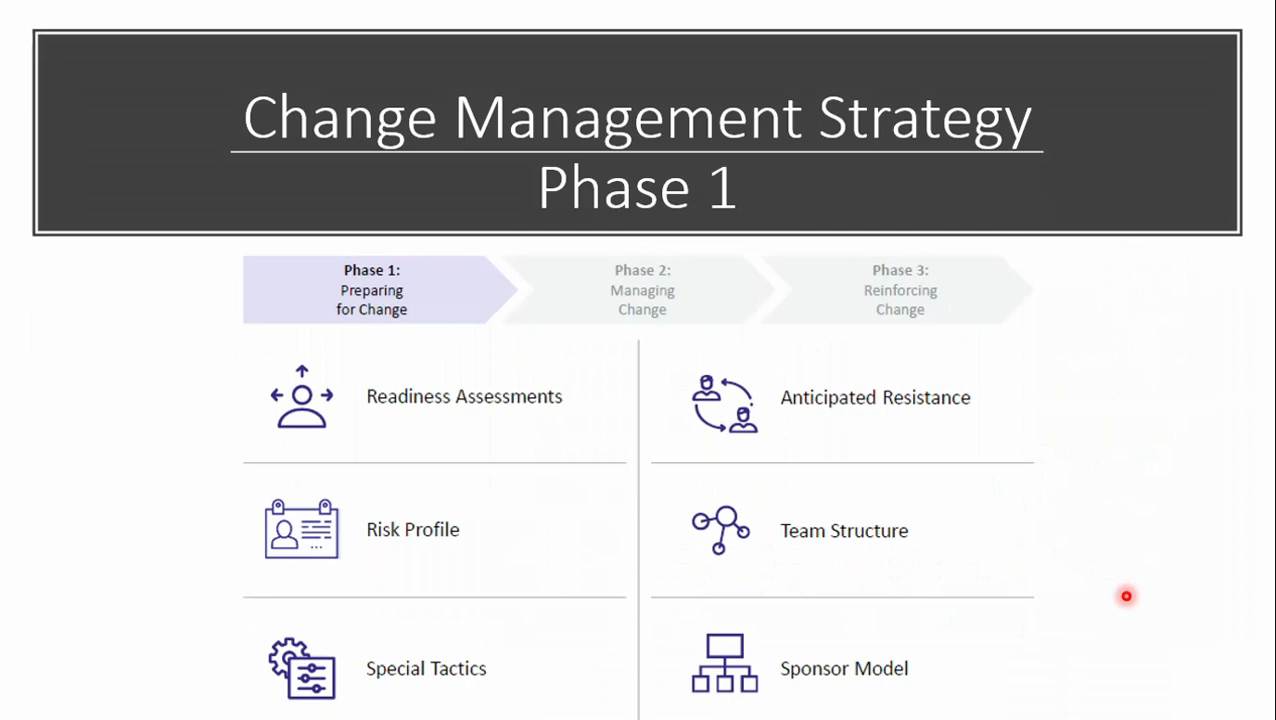 Change Management Strategy
Phase 1
Phase 1:
Preparing
for Change
Phase 2:
Managing
Change
Phase 3:
Reinforcing
Change
Readiness Assessments
Anticipated Resistance
Risk Profile
Team Structure
Special Tactics
Sponsor Model